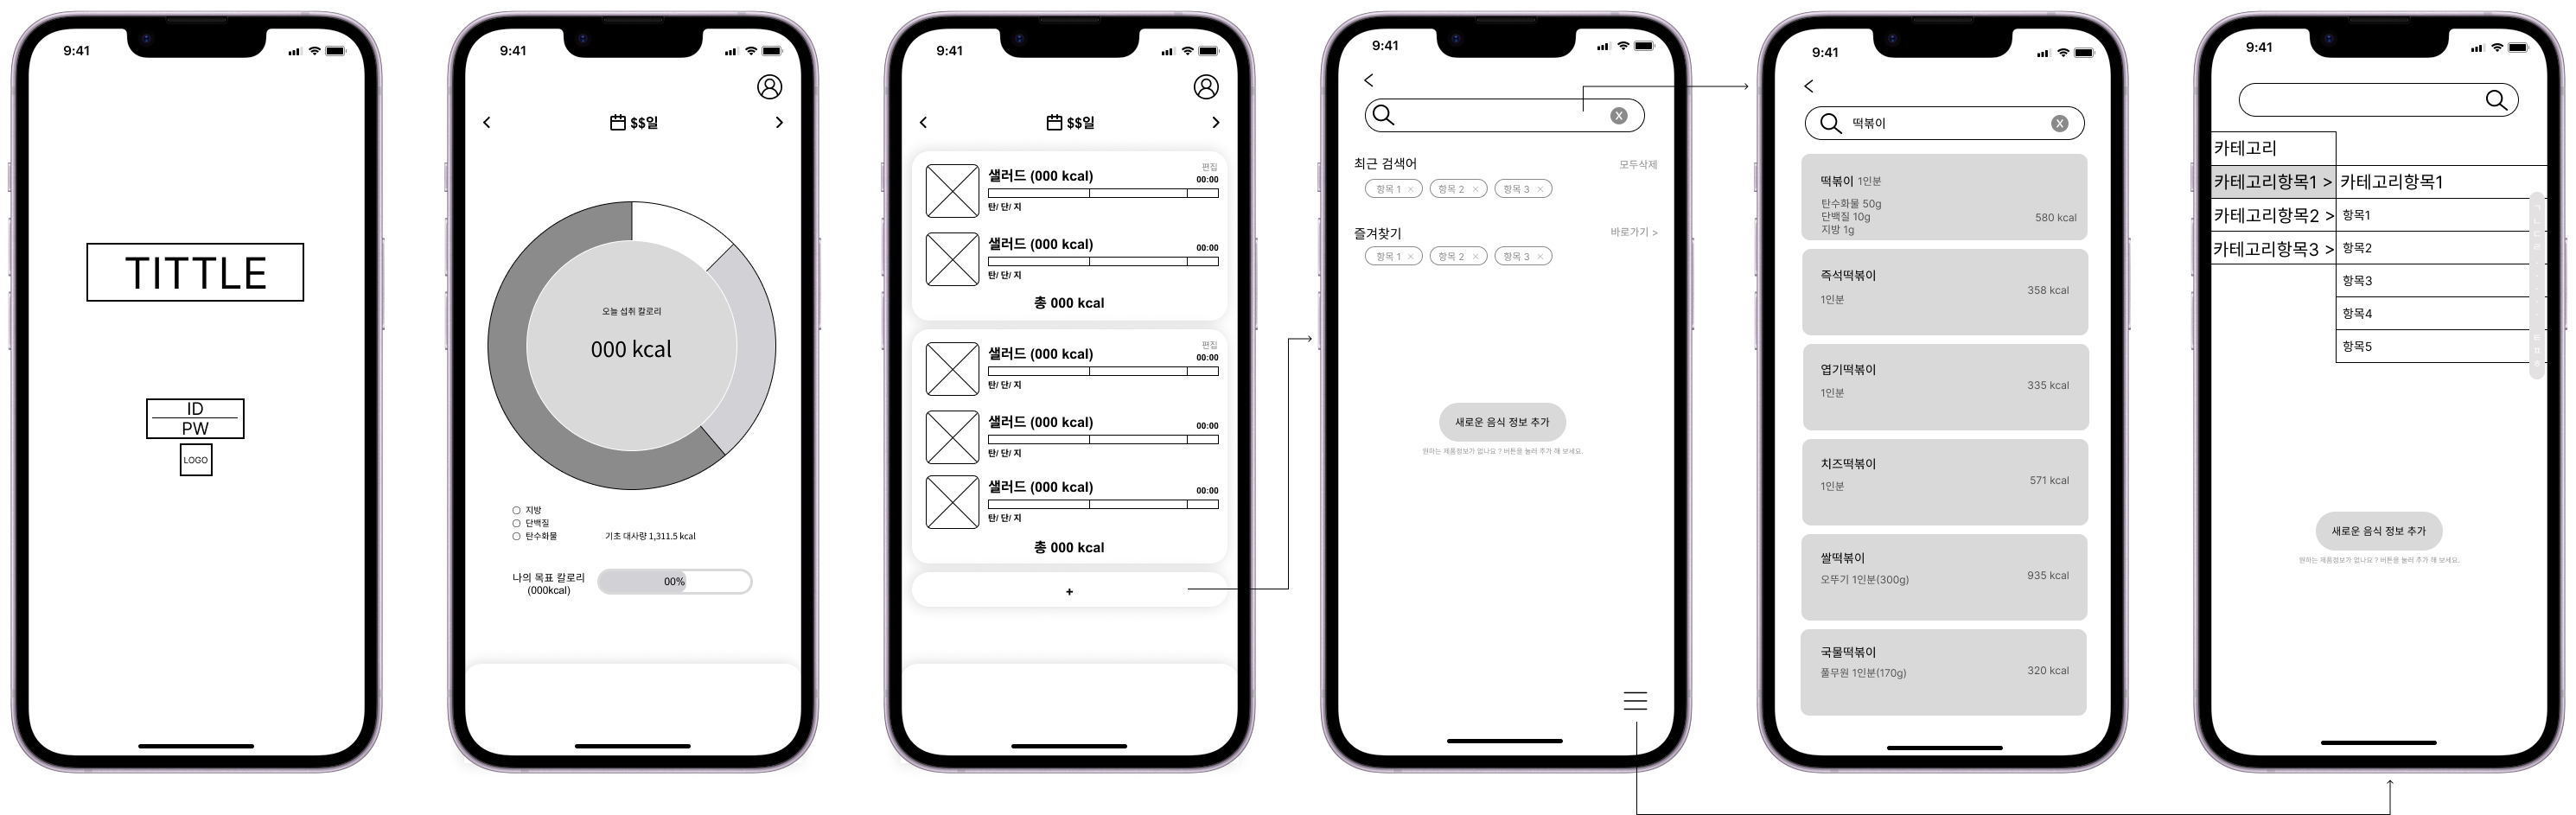 9:41
TITTLE
ID
PW
LOGO
9:41
$$일
오늘 섭취 칼로리
000 kcal
지방
단백질
탄수화물
기초 대사량 1,311.5 kcal
나의 목표 칼로리
(000kcal)
00%
9:41
$$일
편집
샐러드 (000 kcal)
00:00
탄/ 단/ 지
샐러드 (000 kcal)
00:00
탄/ 단/ 지
총 000 kcal
편집
샐러드 (000 kcal)
00:00
탄/ 단/ 지
샐러드 (000 kcal)
00:00
탄/ 단/ 지
샐러드 (000 kcal)
00:00
탄/ 단/ 지
총 000 kcal
+
9:41
X
최근 검색어
모두삭제
항목 1 ×
항목 2 ×
항목 3 ×
즐겨찾기
바로가기 >
항목 1 ×
항목 2 ×
항목 3 ×
새로운 음식 정보 추가
원하는 제품정보가 없나요 ? 버튼을 눌러 추가 해 보세요.
9:41
떡볶이
X
떡볶이 1인분
탄수화물 50g
단백질 10g
지방 1g
580 kcal
즉석떡볶이
1인분
358 kcal
엽기떡볶이
1인분
335 kcal
치즈떡볶이
1인분
571 kcal
쌀떡볶이
오뚜기 1인분(300g)
935 kcal
국물떡볶이
풀무원 1인분(170g)
320 kcal
9:41
카테고리
카테고리항목1 >
카테고리항목1
카테고리항목2 >
항목1
카테고리항목3 >
항목2
항목3
항목4
항목5
새로운 음식 정보 추가
원하는 제품정보가 없나요 ? 버튼을 눌러 추가 해 보세요.